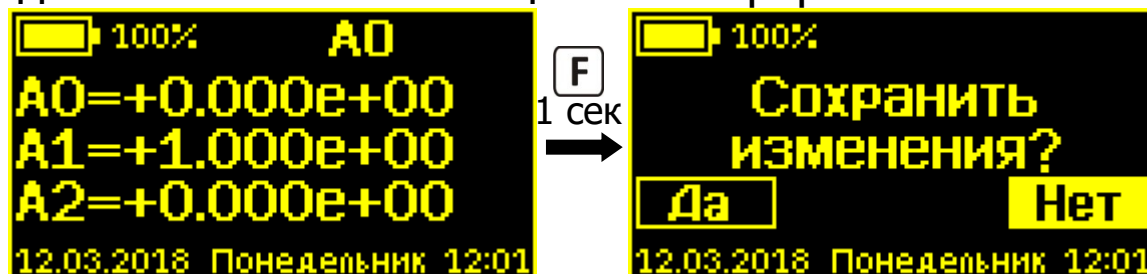 100% A0
A0=+0.000e+00
A1=+1.000e+00
A2=+0.000e+00
12.03.2018 Понедельник 12:01
F
1 сек
100%
Сохранить
изменения?
Да Нет
12.03.2018 Понедельник 12:01